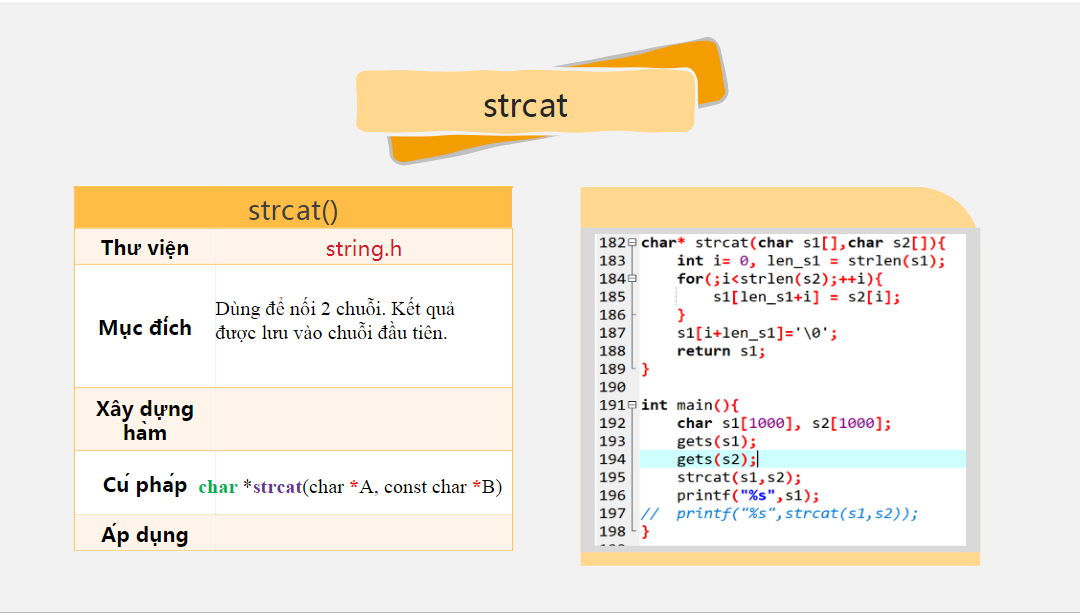 strcat
strcat()
Thư viện
string.h
Mục đích
Dùng để nối 2 chuỗi. Kết quả
được lưu vào chuỗi đầu tiên.
Xây dựng
hàm
Cú pháp
char *strcat(char *A, const char *B)
Áp dụng
182 char* strcat(char s1[],char s2[]){
183 int i= 0, len_s1 = strlen(s1);
184 for(;i<strlen(s2);++i){
185 s1[len_s1+i] = s2[i];
186 }
187 s1[i+len_s1]='\0';
188 return s1;
189 }
190
191 int main(){
192 char s1[1000], s2[1000];
193 gets(s1);
194 gets(s2);
195 strcat(s1,s2);
196 printf("%s",s1);
197 // printf("%s",strcat(s1,s2));
198 }